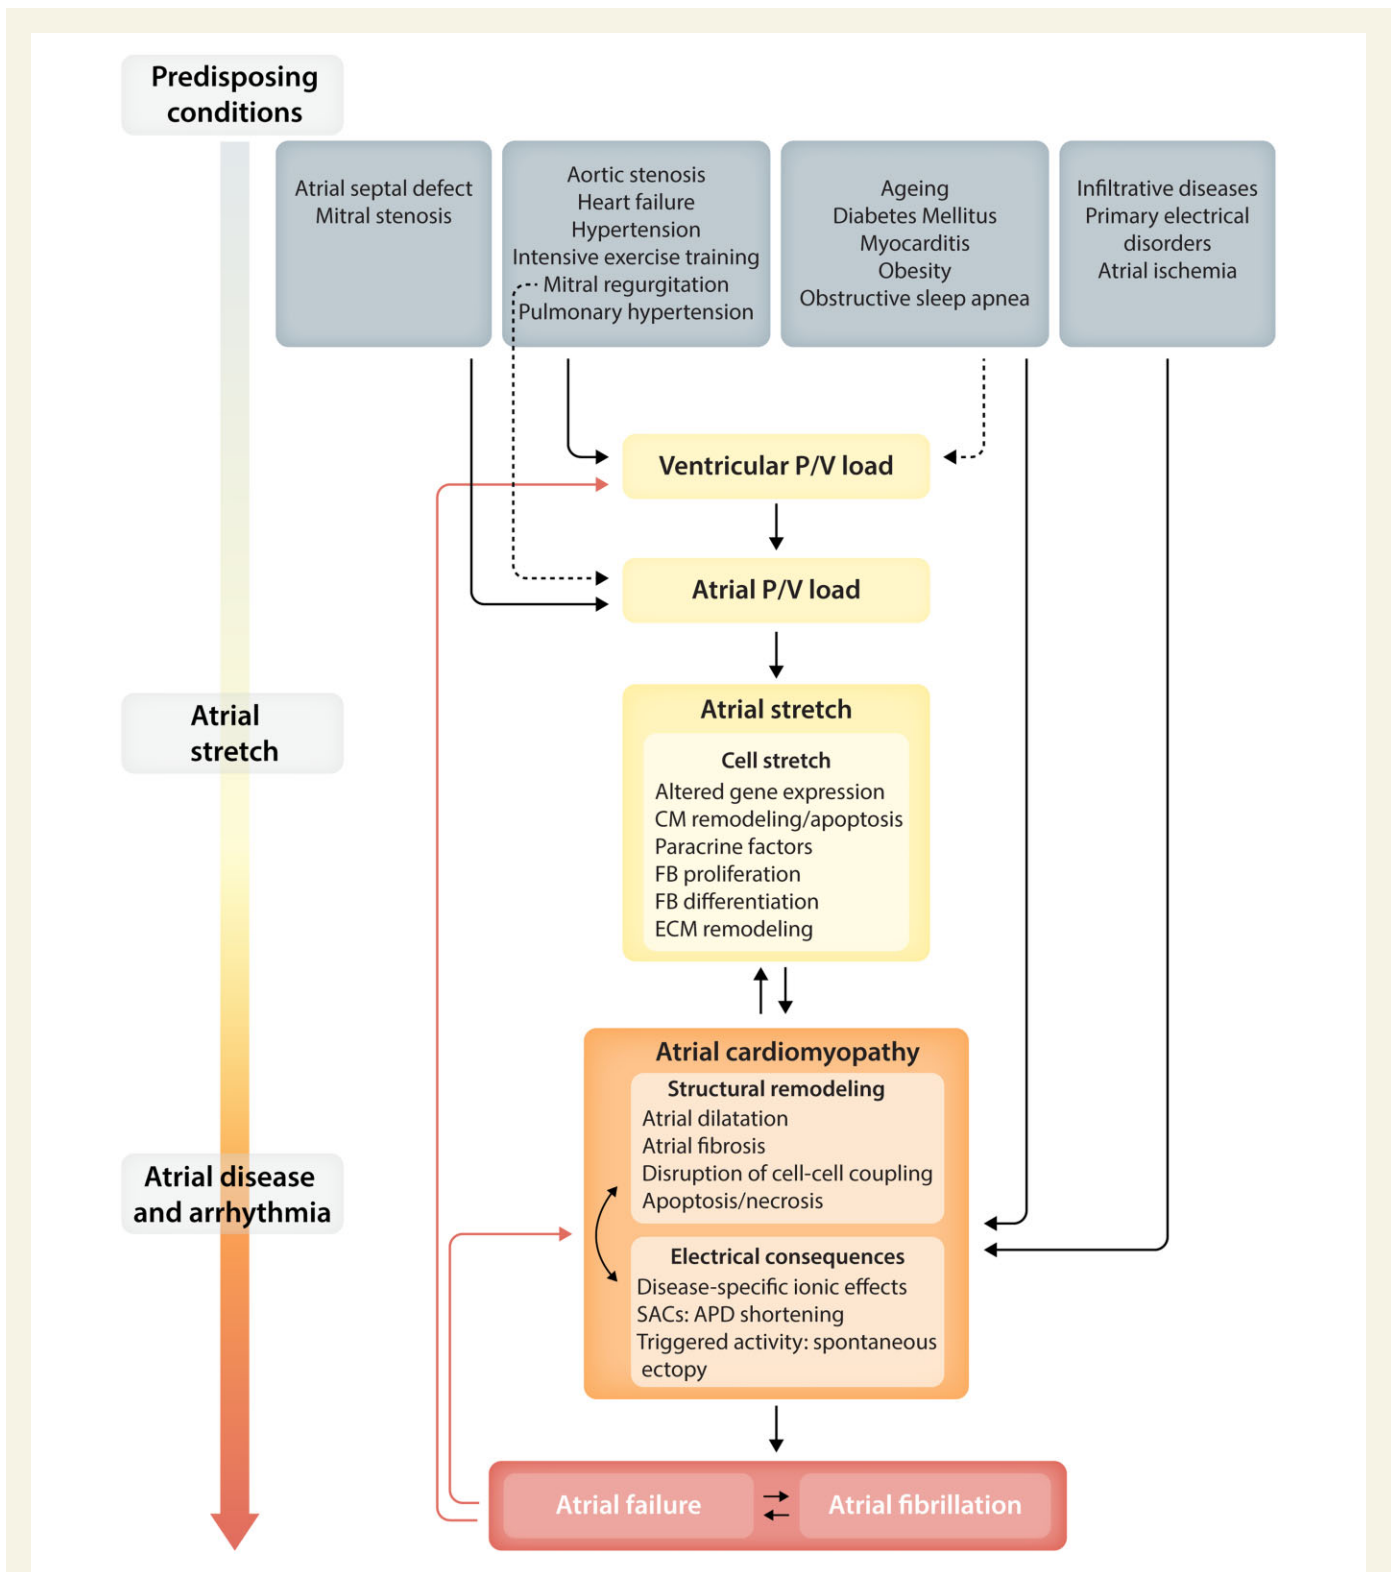 Predisposing
conditions
Atrial septal defect
Mitral stenosis
Aortic stenosis
Heart failure
Hypertension
Intensive exercise training
Mitral regurgitation
Pulmonary hypertension
Ageing
Diabetes Mellitus
Myocarditis
Obesity
Obstructive sleep apnea
Infiltrative diseases
Primary electrical
disorders
Atrial ischemia
Ventricular P/V load
Atrial P/V load
Atrial
stretch
Atrial stretch
Cell stretch
Altered gene expression
CM remodeling/apoptosis
Paracrine factors
FB proliferation
FB differentiation
ECM remodeling
Atrial disease
and arrhythmia
Atrial cardiomyopathy
Structural remodeling
Atrial dilatation
Atrial fibrosis
Disruption of cell-cell coupling
Apoptosis/necrosis
Electrical consequences
Disease-specific ionic effects
SACs: APD shortening
Triggered activity: spontaneous
ectopy
Atrial failure
Atrial fibrillation